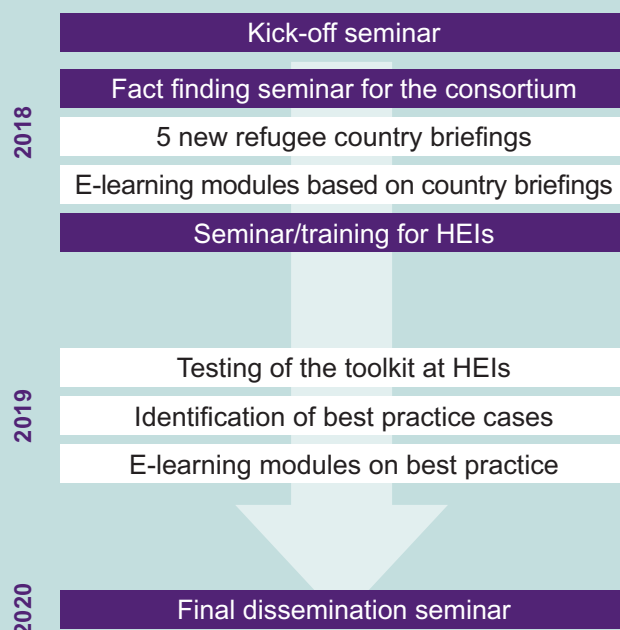 Kick-off seminar
2018
Fact finding seminar for the consortium
5 new refugee country briefings
E-learning modules based on country briefings
Seminar/training for HEIs
2019
Testing of the toolkit at HEIs
Identification of best practice cases
E-learning modules on best practice
2020
Final dissemination seminar